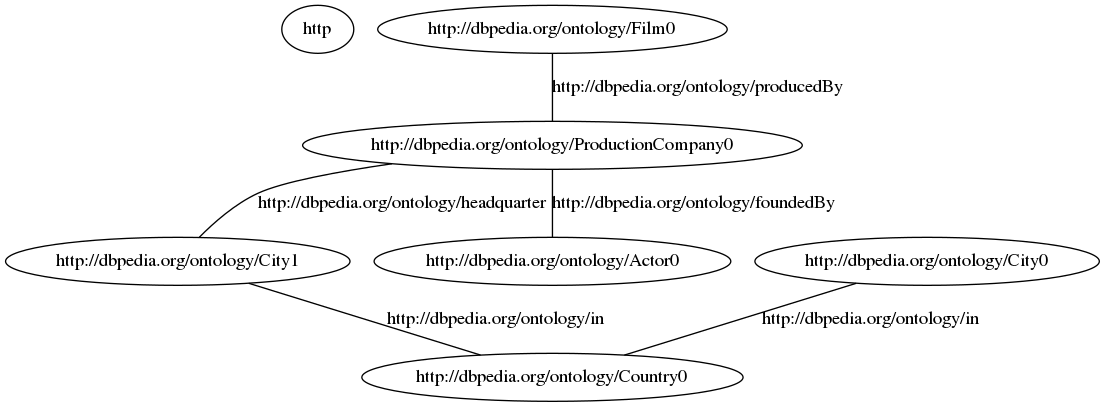 http
http://dbpedia.org/ontology/Film0
http://dbpedia.org/ontology/producedBy
http://dbpedia.org/ontology/ProductionCompany0
http://dbpedia.org/ontology/headquarter
http://dbpedia.org/ontology/foundedBy
http://dbpedia.org/ontology/City1
http://dbpedia.org/ontology/Actor0
http://dbpedia.org/ontology/City0
http://dbpedia.org/ontology/in
http://dbpedia.org/ontology/in
http://dbpedia.org/ontology/Country0